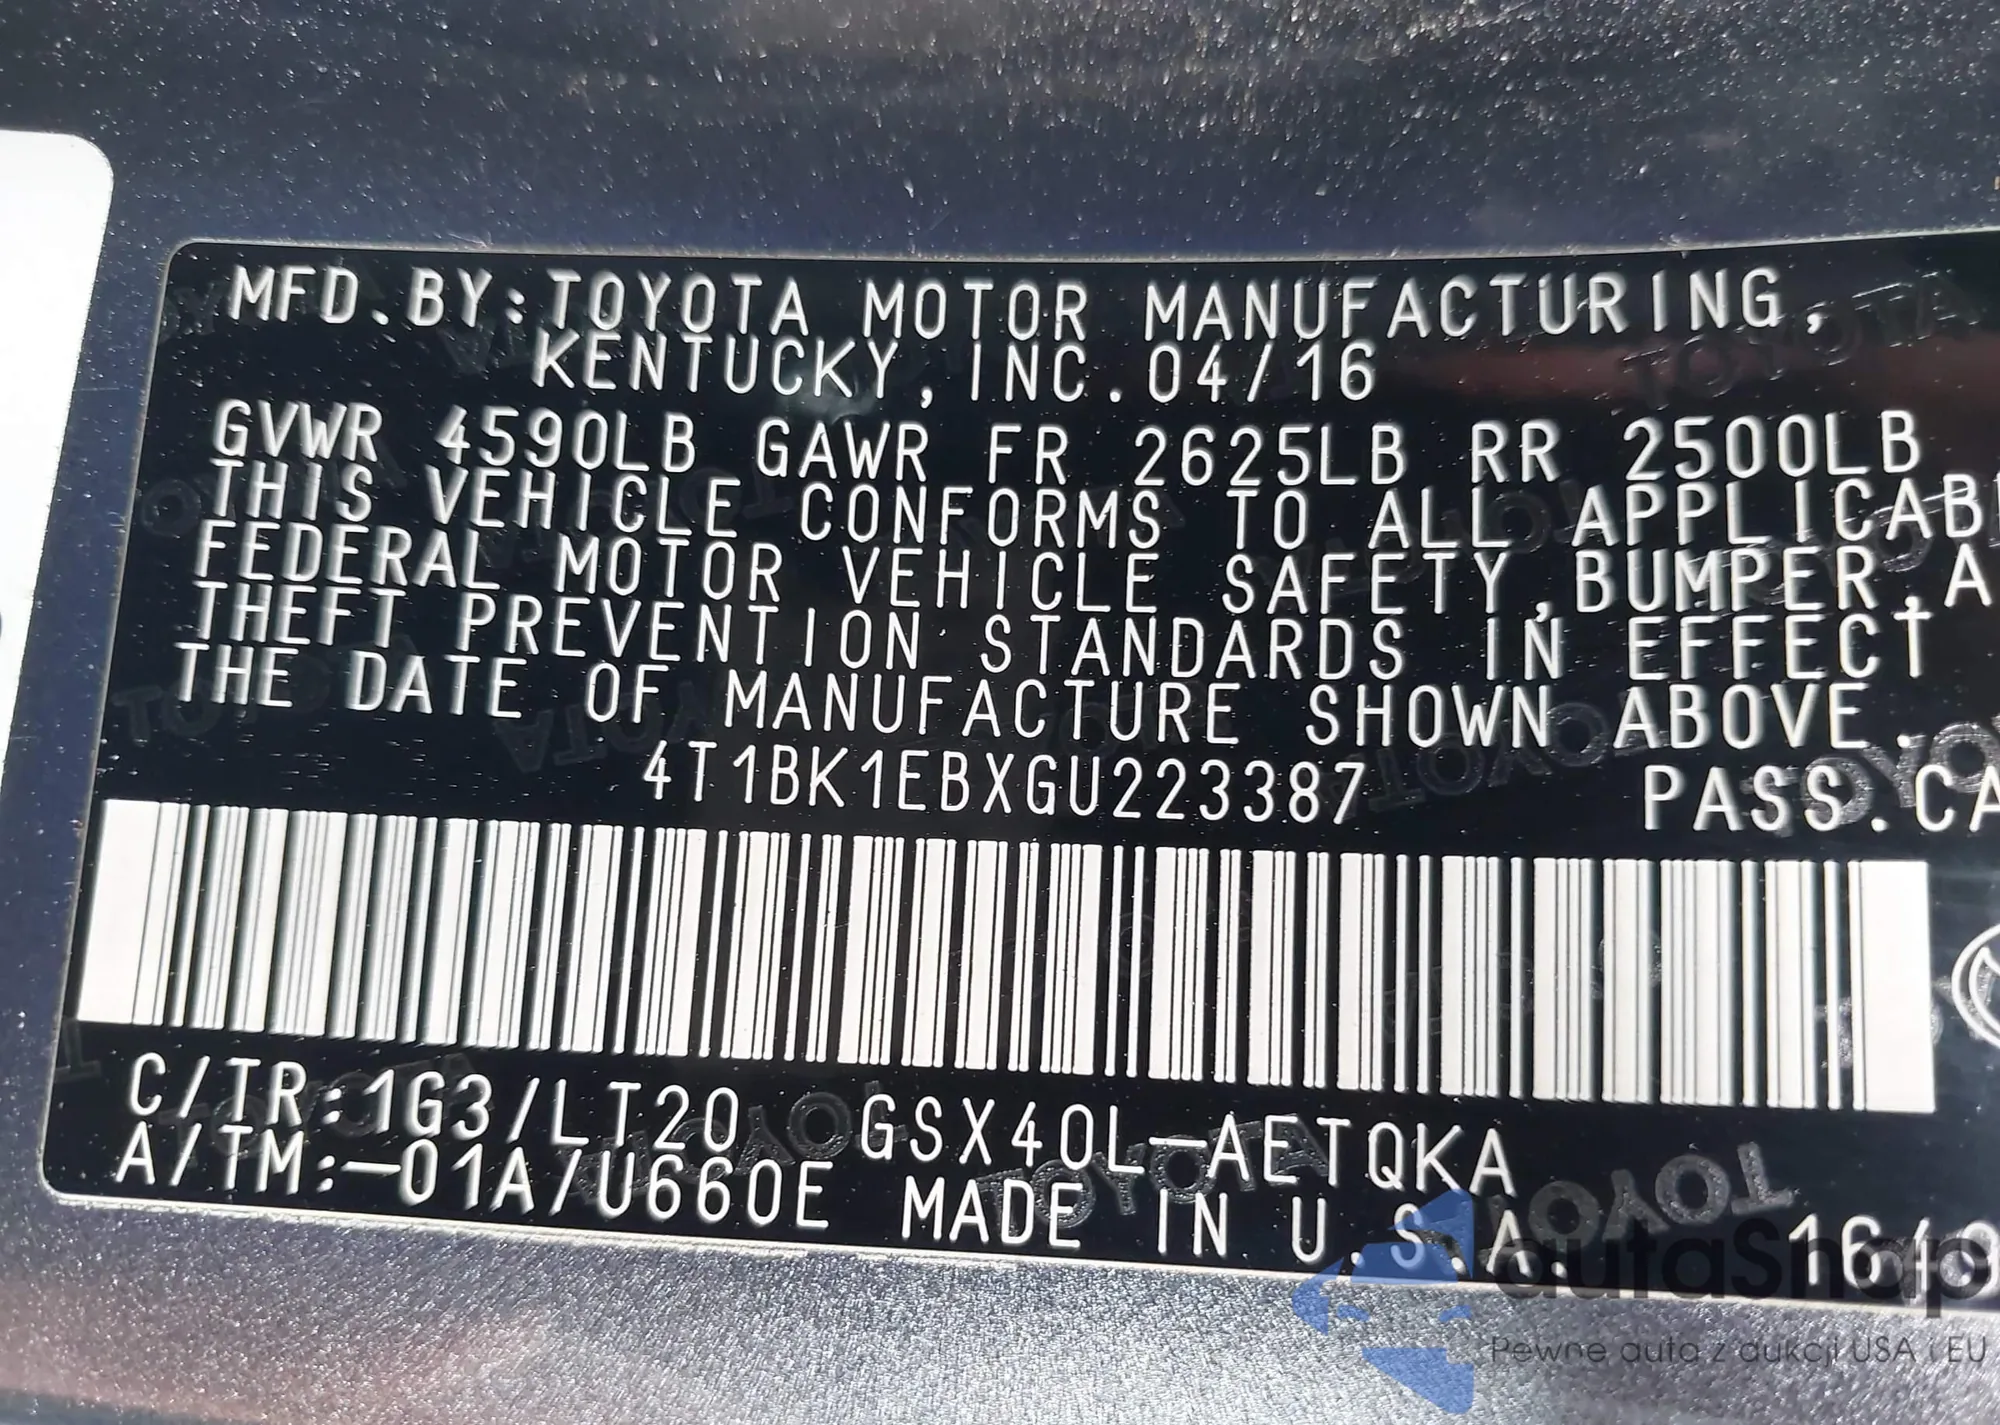 MFD.BY:TOYOTA MOTOR MANUFACTURING,
KENTUCKY,INC.04/16
GVWR 4590LB GAWR FR 2625LB RR 2500LB
THIS VEHICLE CONFORMS TO ALL APPLICAB
FEDERAL MOTOR VEHICLE SAFETY,BUMPER,A
THEFT PREVENTION STANDARDS IN EFFECT
THE DATE OF MANUFACTURE SHOWN ABOVE.
4T1BK1EBXGU223387 PASS.CA
C/TR:1G3/LT20 GSX40L-AETQKA
A/TM:-01A/U660E MADE IN U.S.A. 16/
autaSnap
Pewne auta z aukcji USA i EU